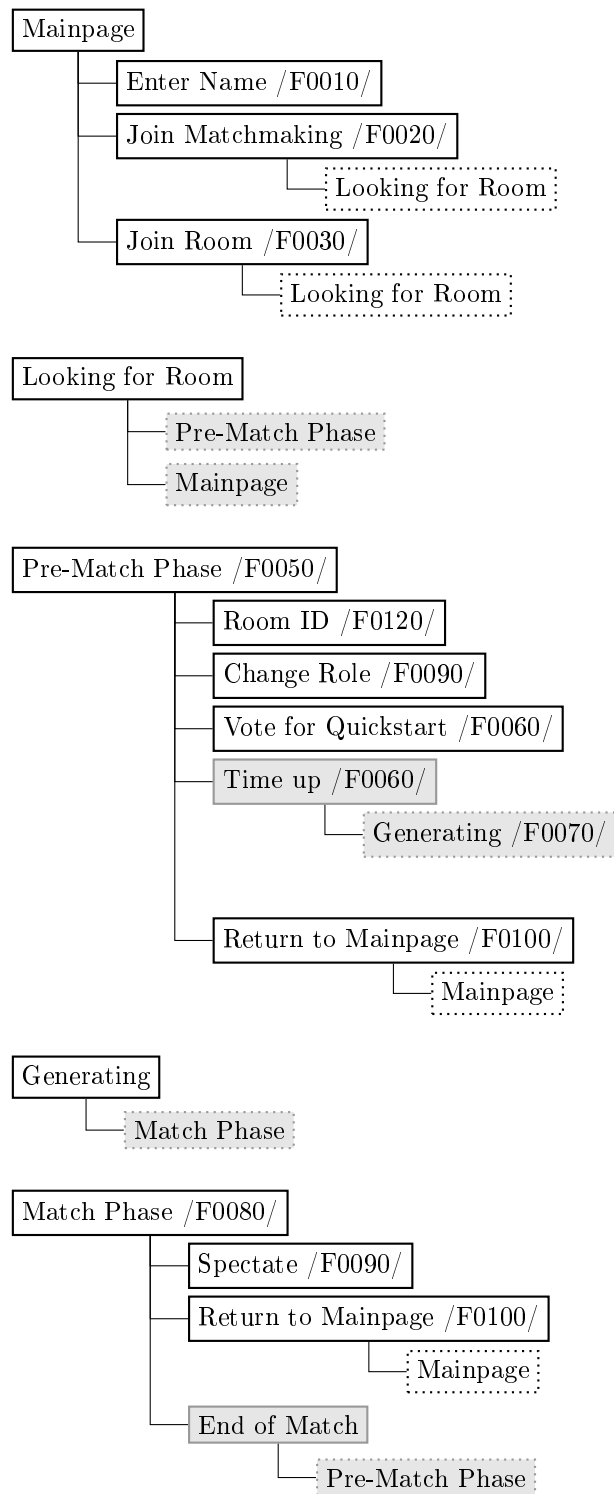 Mainpage
Enter Name /F0010/
Join Matchmaking /F0020/
Looking for Room
Join Room /F0030/
Looking for Room
Looking for Room
Pre-Match Phase
Mainpage
Pre-Match Phase /F0050/
Room ID /F0120/
Change Role /F0090/
Vote for Quickstart /F0060/
Time up /F0060/
Generating /F0070/
Return to Mainpage /F0100/
Mainpage
Generating
Match Phase
Match Phase /F0080/
Spectate /F0090/
Return to Mainpage /F0100/
Mainpage
End of Match
Pre-Match Phase